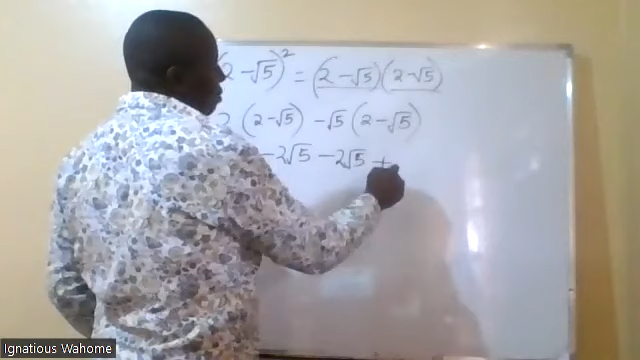 2 - √5)² = (2 - √5)(2 - √5)
2 (2 - √5) - √5 (2 - √5)
- 2√5 - 2√5 +
Ignatious Wahome